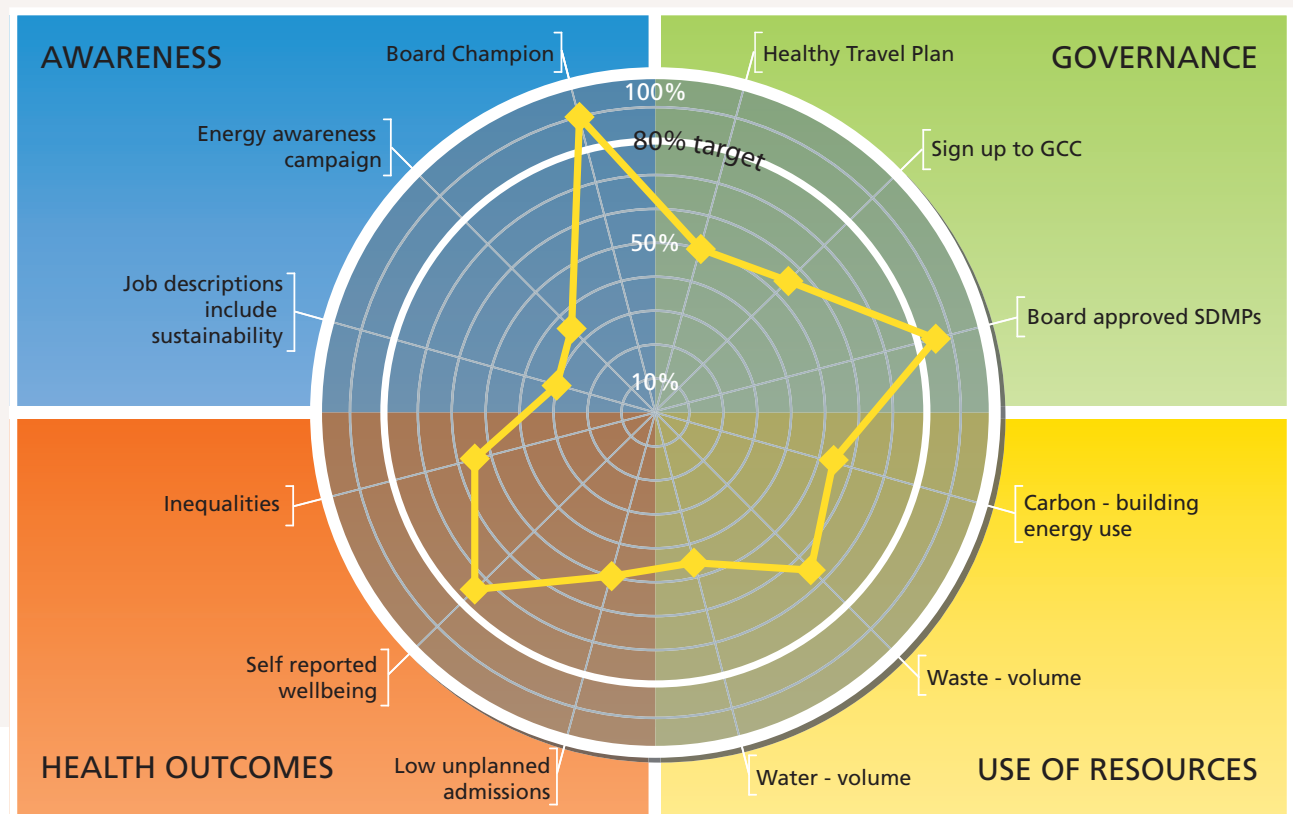 AWARENESS
Board Champion
Energy awareness
campaign
Job descriptions
include
sustainability
GOVERNANCE
Healthy Travel Plan
Sign up to GCC
Board approved SDMPs
100%
80% target
50%
10%
HEALTH OUTCOMES
Inequalities
Self reported
wellbeing
Low unplanned
admissions
USE OF RESOURCES
Carbon - building
energy use
Waste - volume
Water - volume